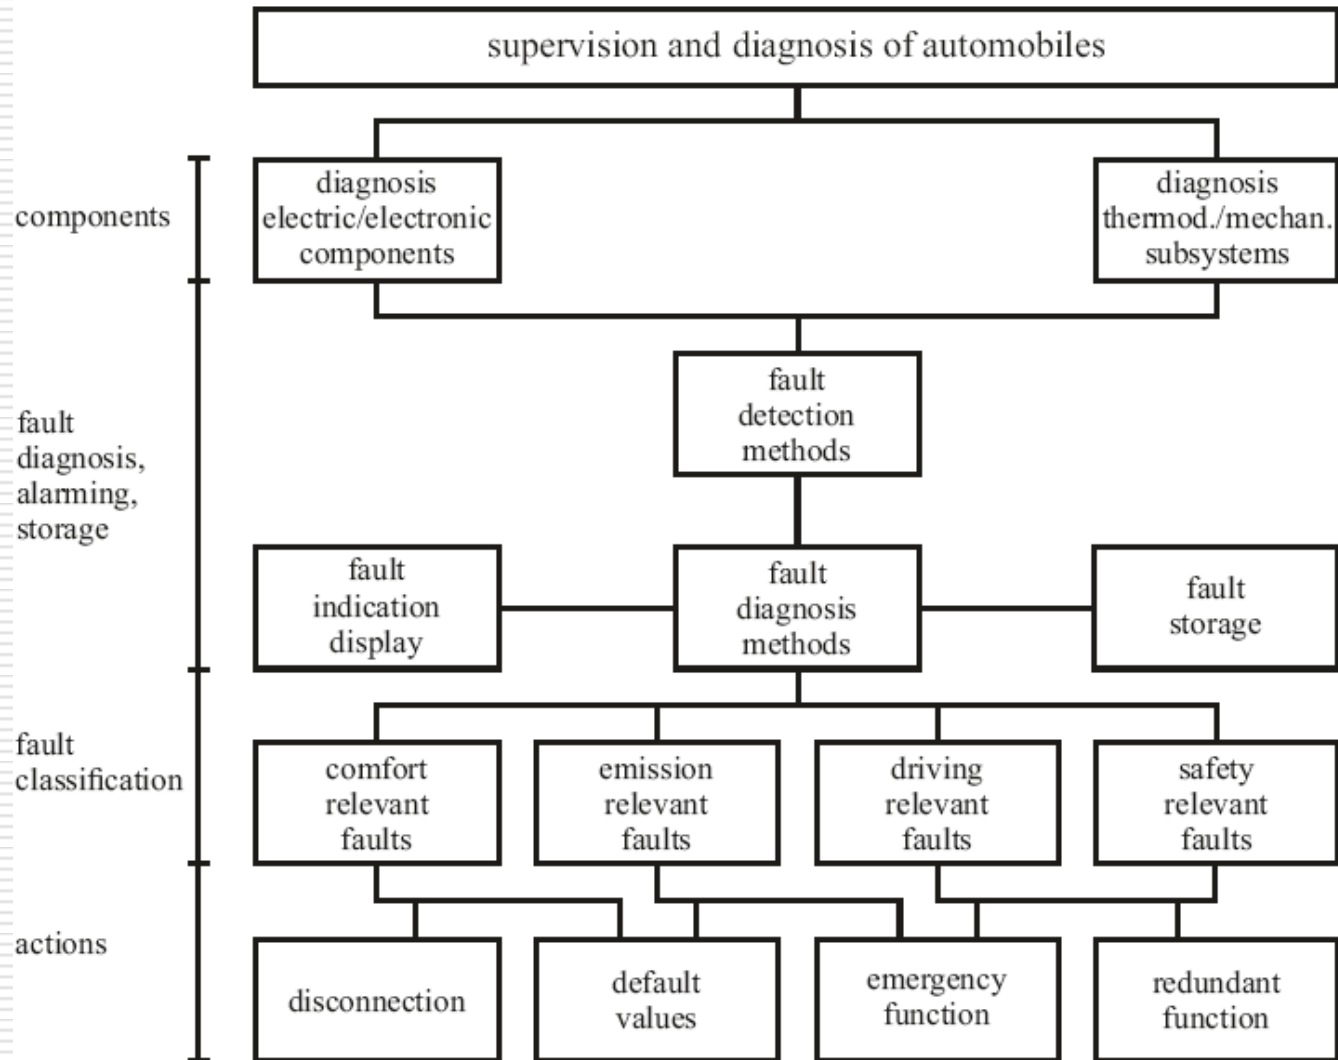 supervision and diagnosis of automobiles
components
diagnosis
electric/electronic
components
diagnosis
thermod./mechan.
subsystems
fault
diagnosis,
alarming,
storage
fault
detection
methods
fault
indication
display
fault
diagnosis
methods
fault
storage
fault
classification
comfort
relevant
faults
emission
relevant
faults
driving
relevant
faults
safety
relevant
faults
actions
disconnection
default
values
emergency
function
redundant
function